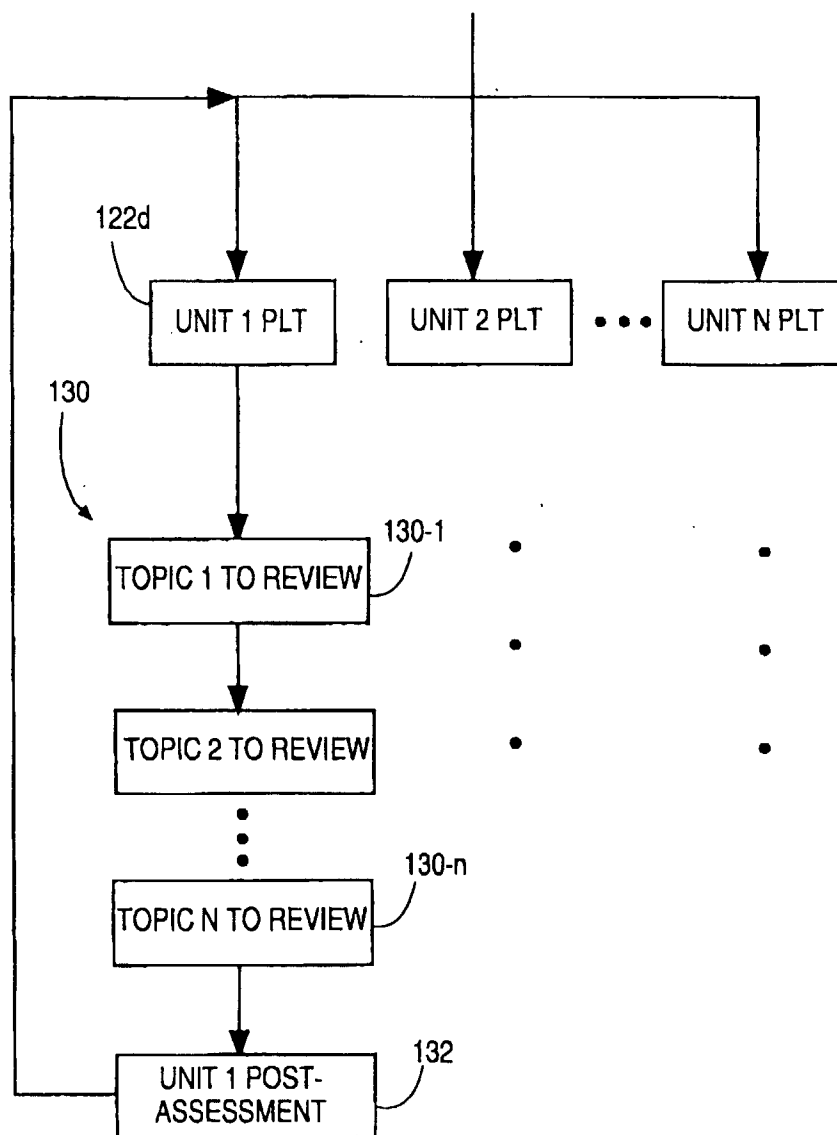 122d
UNIT 1 PLT
UNIT 2 PLT
UNIT N PLT
130
130-1
TOPIC 1 TO REVIEW
TOPIC 2 TO REVIEW
130-n
TOPIC N TO REVIEW
132
UNIT 1 POST-
ASSESSMENT